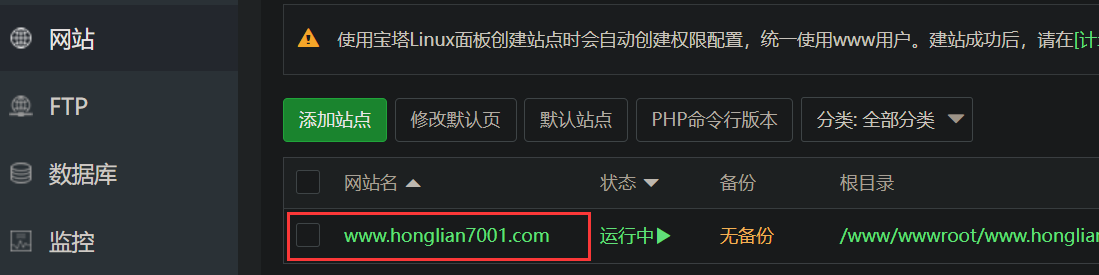 网站
FTP
数据库
监控
使用宝塔Linux面板创建站点时会自动创建权限配置，统一使用www用户。建站成功后，请在[计
添加站点 修改默认页 默认站点 PHP命令行版本 分类: 全部分类
网站名 状态 备份 根目录
www.honglian7001.com 运行中 无备份 /www/wwwroot/www.honglian